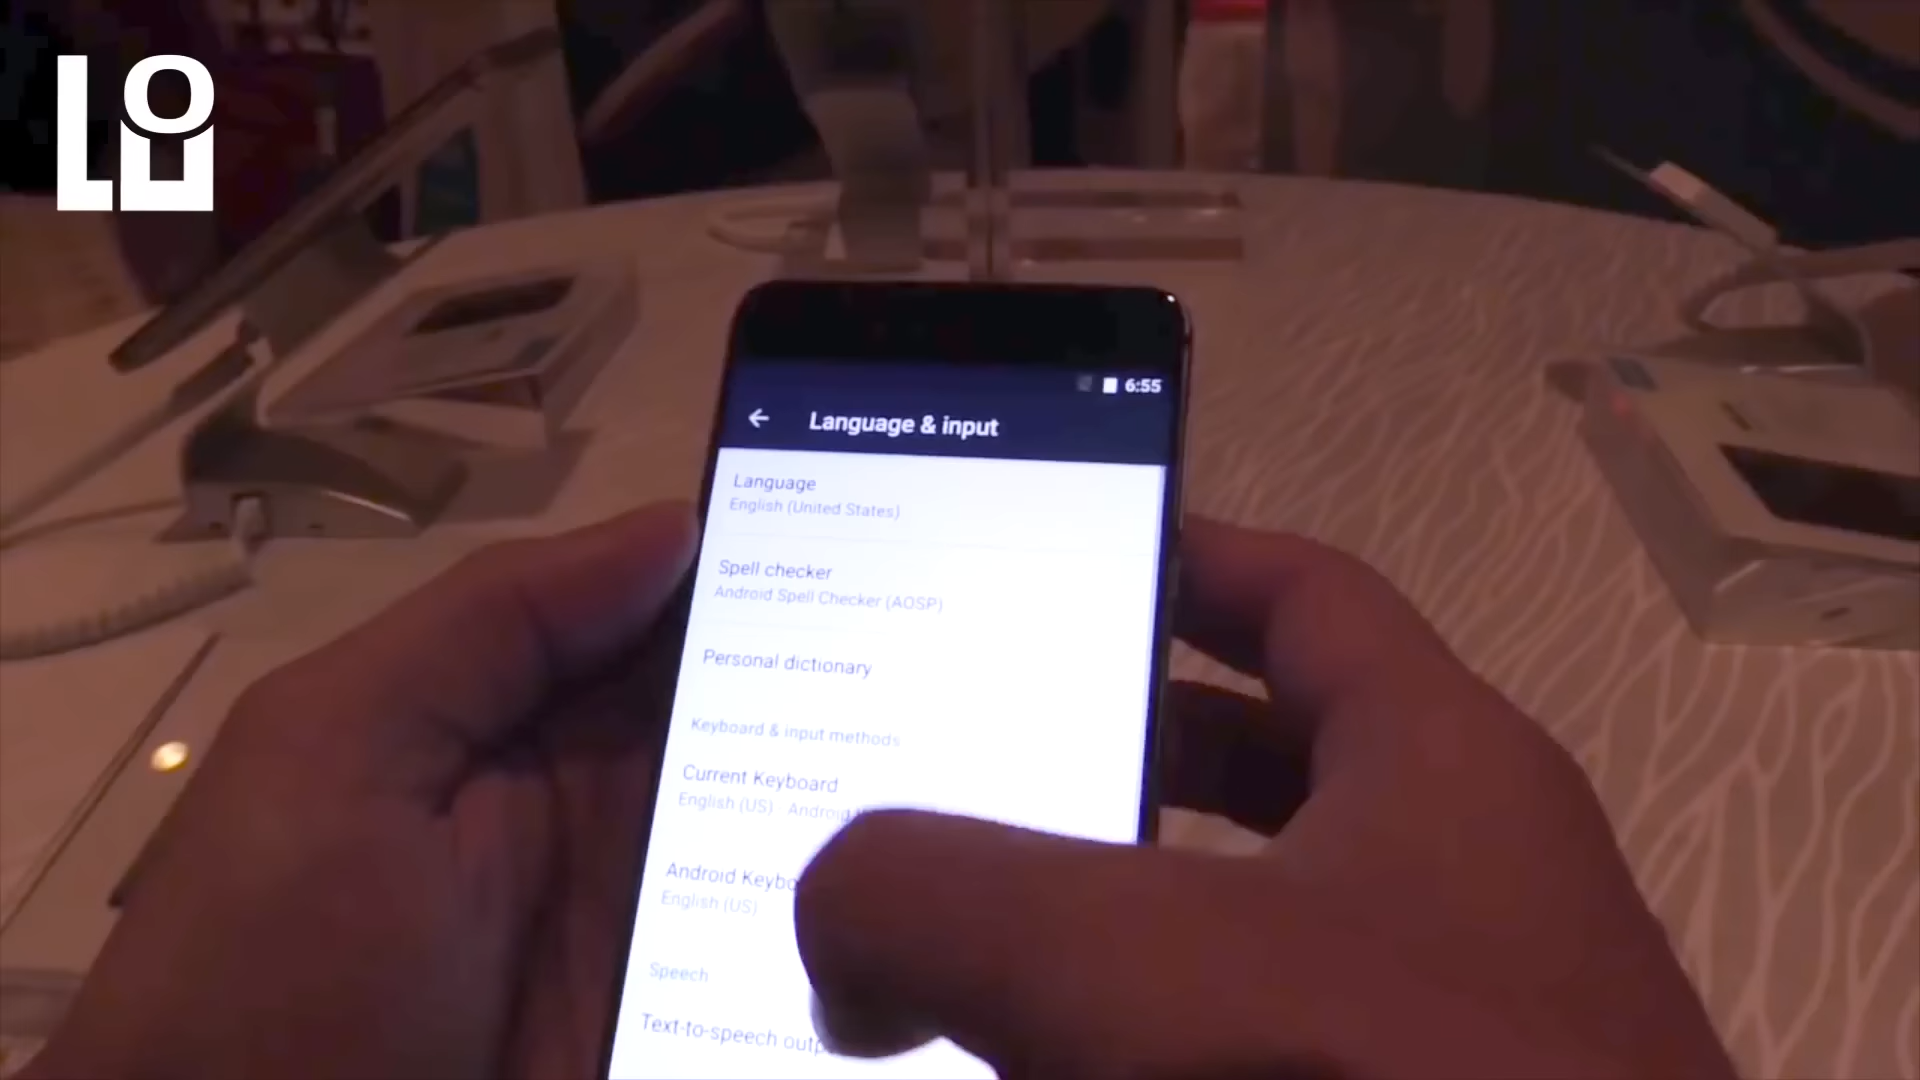 6:55
Language & input
Language
English (United States)
Spell checker
Android Spell Checker (AOSP)
Personal dictionary
Keyboard & input methods
Current Keyboard
English (US) Android
Android Keybo
English (US)
Speech
Text-to-speech outp